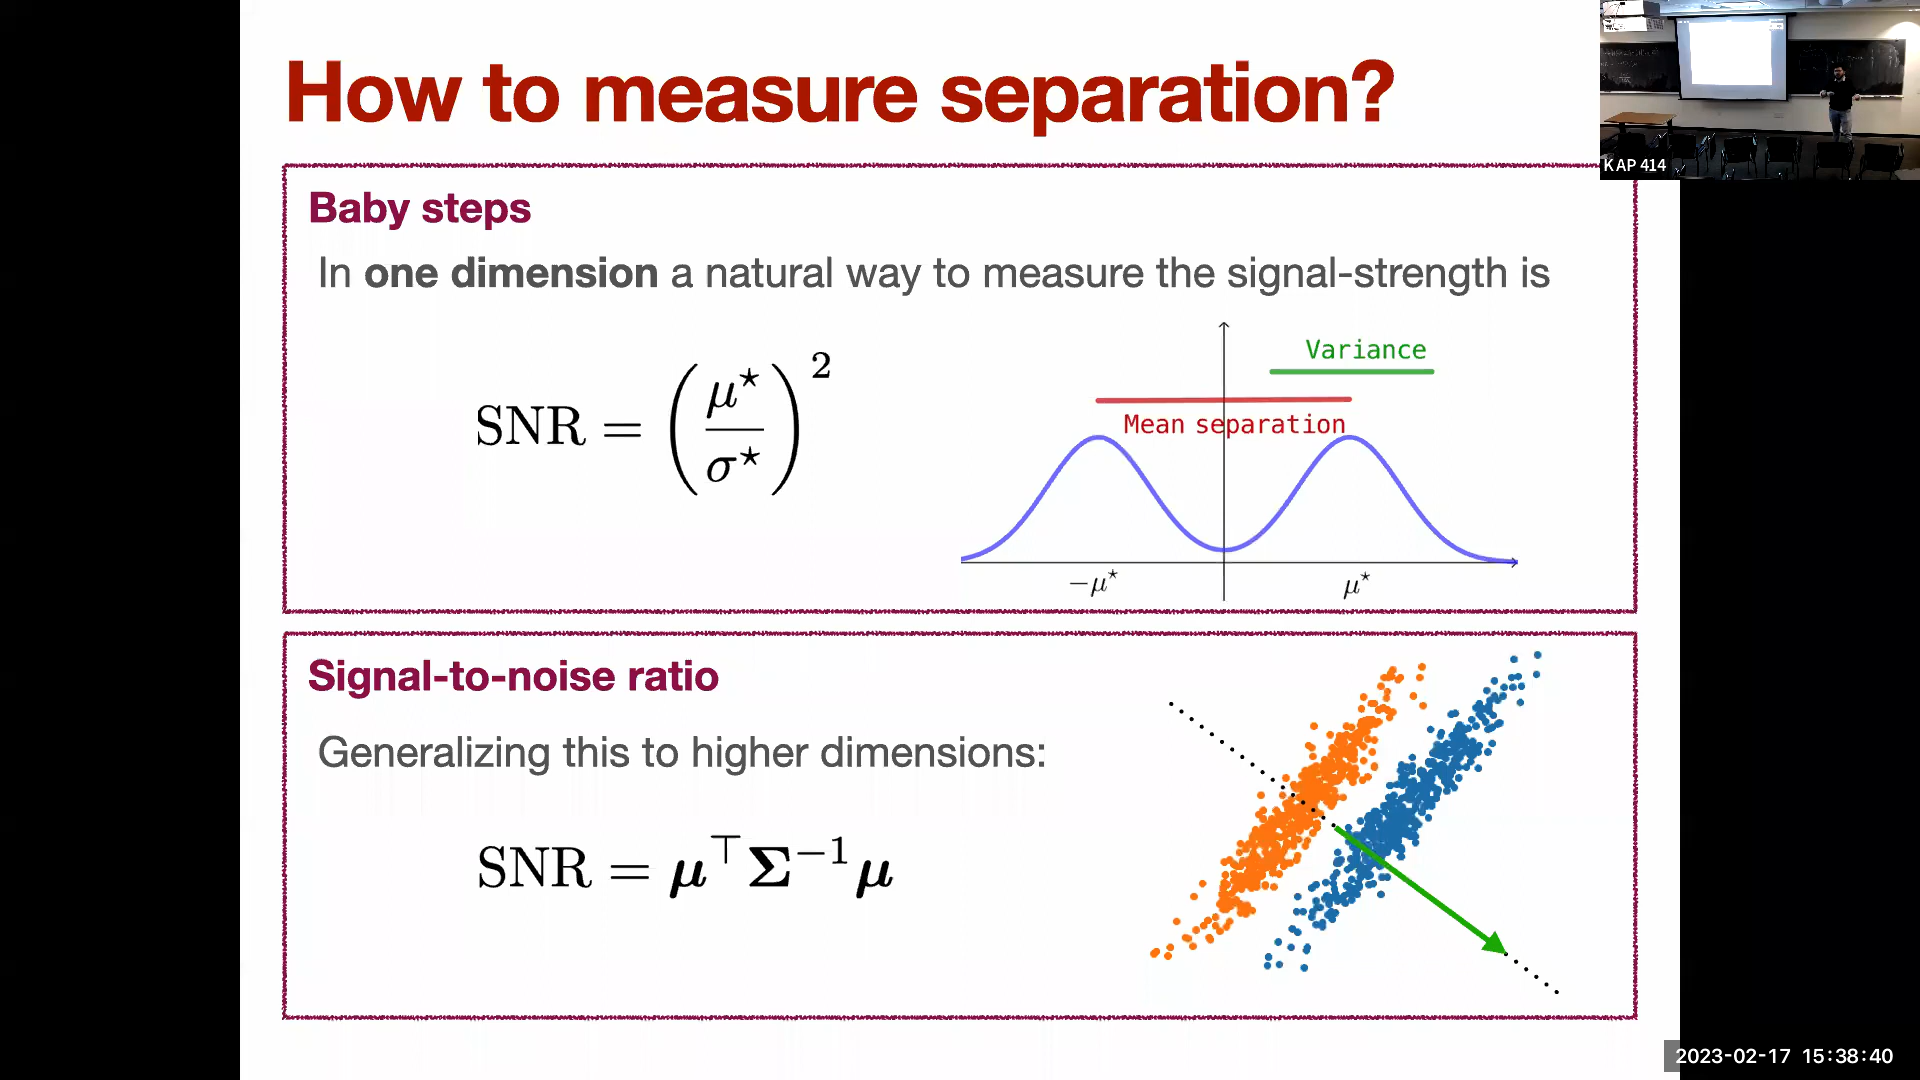 How to measure separation?
KAP 414
Baby steps
In one dimension a natural way to measure the signal-strength is
SNR = (μ⋆/σ⋆)²
Variance
Mean separation
−μ⋆
μ⋆
Signal-to-noise ratio
Generalizing this to higher dimensions:
SNR = μ⊤Σ−1μ
2023-02-17 15:38:40